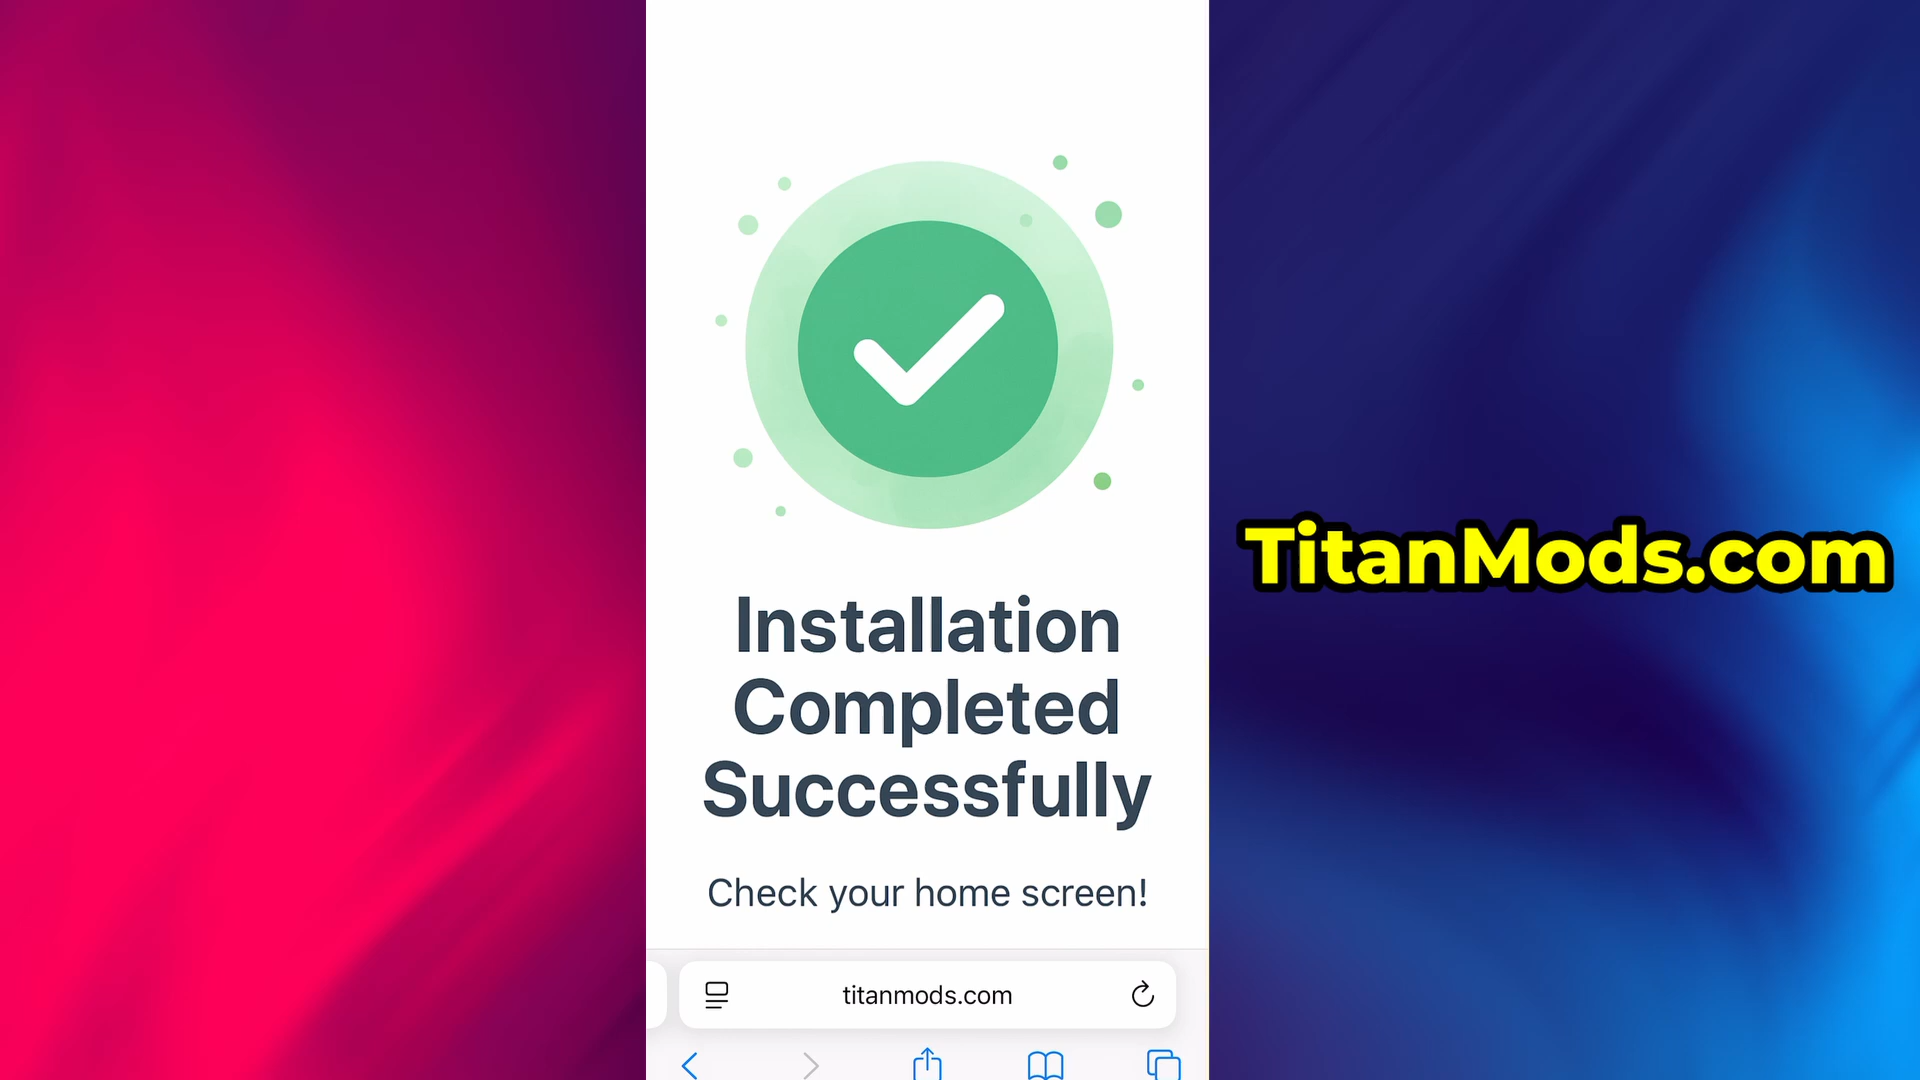 Installation
Completed
Successfully
Check your home screen!
TitanMods.com
titanmods.com